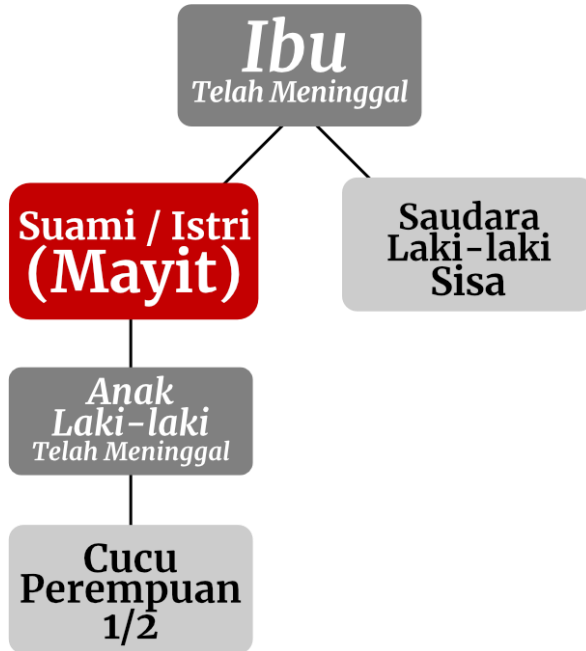 Ibu
Telah Meninggal
Suami / Istri
(Mayit)
Saudara
Laki-laki
Sisa
Anak
Laki-laki
Telah Meninggal
Cucu
Perempuan
1/2